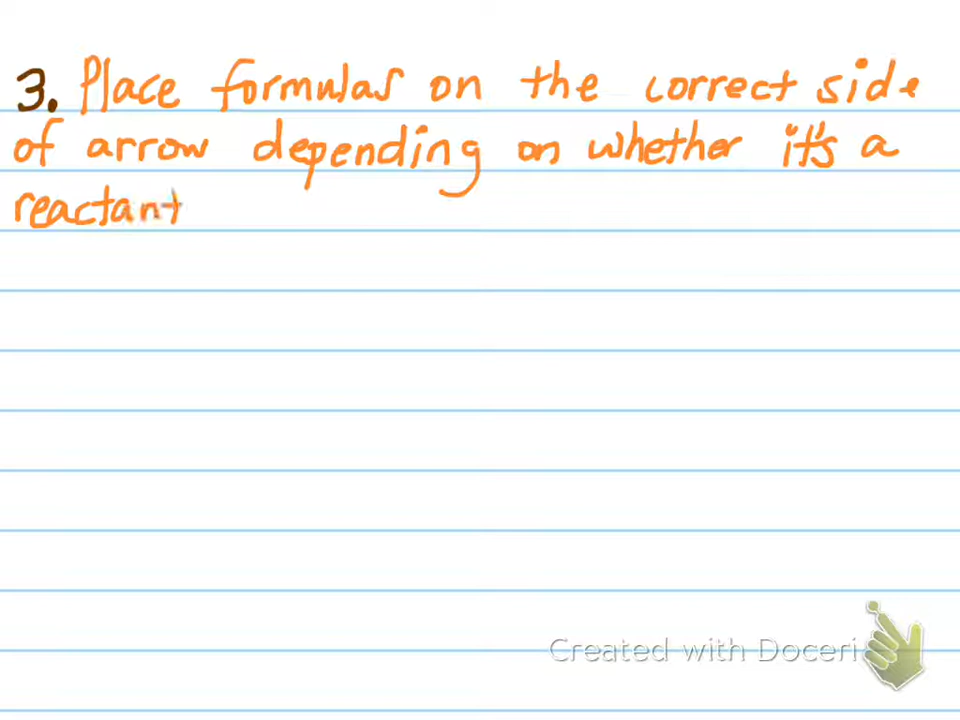 3. Place formulas on the correct side
of arrow depending on whether it's a
reactant
Created with Doceri